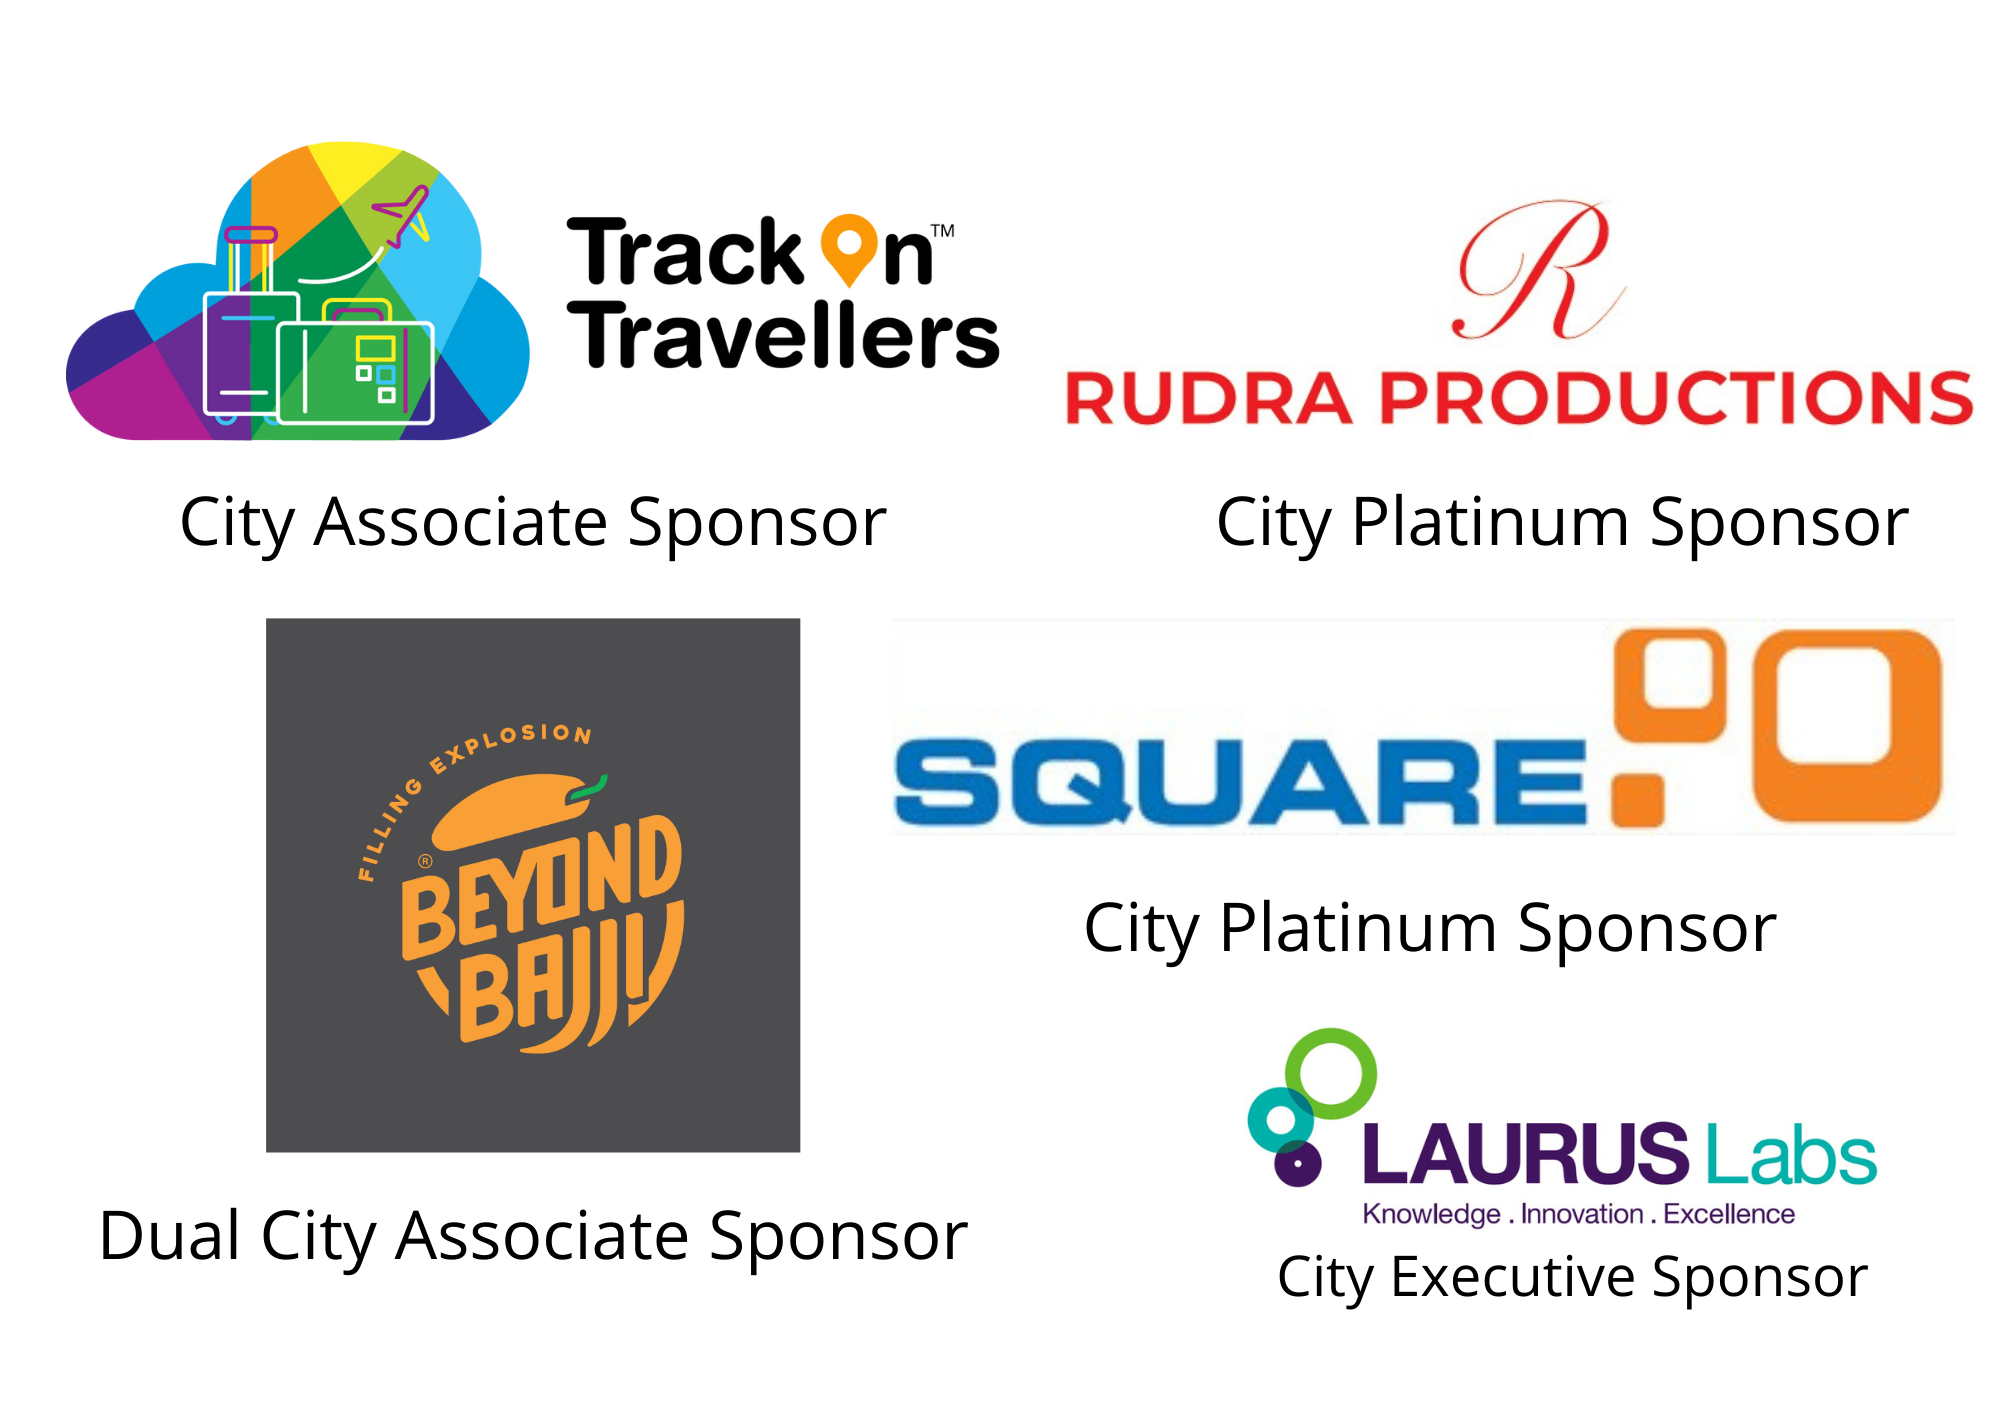 Track On™
Travellers
City Associate Sponsor
R
RUDRA PRODUCTIONS
City Platinum Sponsor
FILLING EXPLOSION
®
BEYOND
BAJJI
Dual City Associate Sponsor
SQUARE
City Platinum Sponsor
LAURUS Labs
Knowledge . Innovation . Excellence
City Executive Sponsor